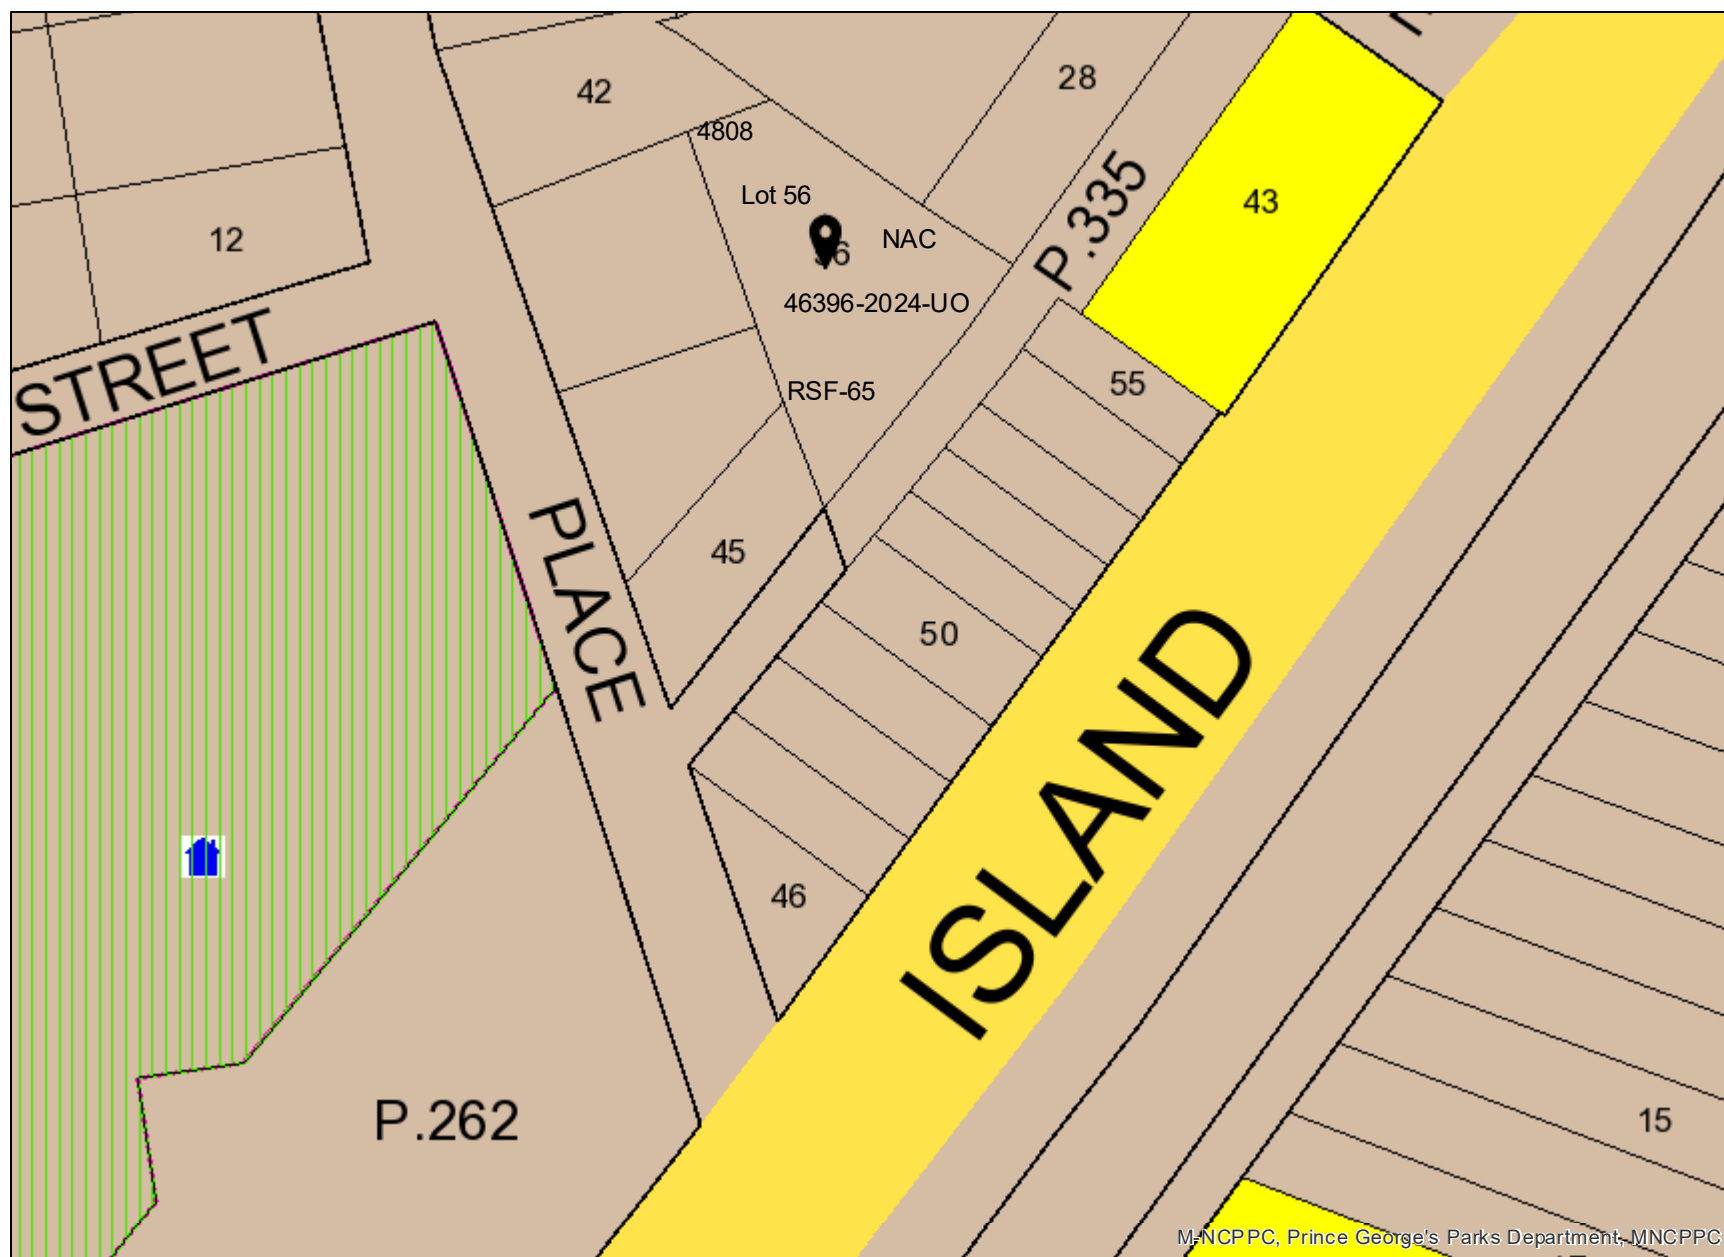 42
28
4808
Lot 56
43
12
NAC
P.335
46396-2024-UO
STREET
55
RSF-65
PLACE
45
50
ISLAND
46
P.262
15
M-NCPPC, Prince George's Parks Department, MNCPPC